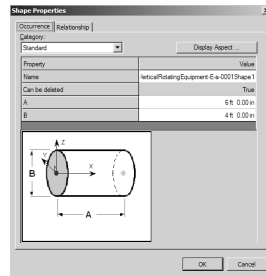 Shape Properties
Occurrence Relationship
Category:
Standard Display Aspect ...
Property Value
Name /erticalRotatingEquipment-E-a-0001Shape1
Can be deleted True
A 6 ft 0.00 in
B 4 ft 0.00 in
Z
Y X
B
A
OK Cancel